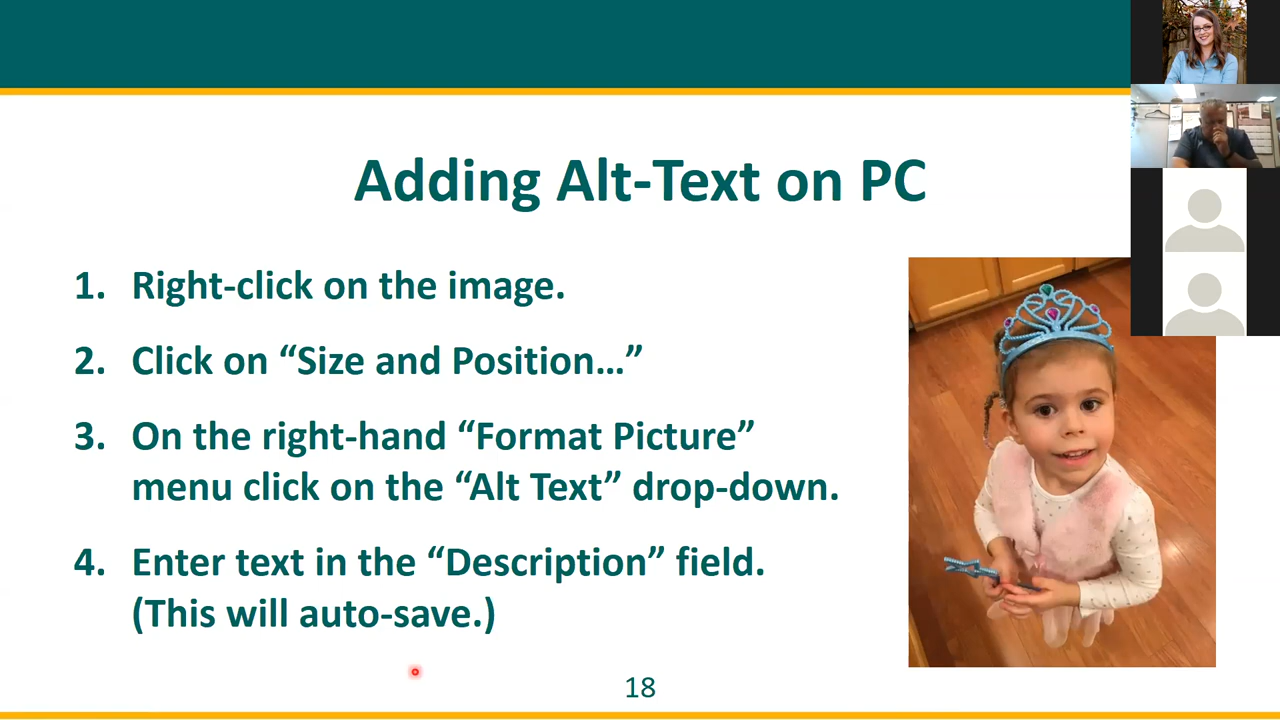 Adding Alt-Text on PC
1. Right-click on the image.
2. Click on “Size and Position…”
3. On the right-hand “Format Picture”
menu click on the “Alt Text” drop-down.
4. Enter text in the “Description” field.
(This will auto-save.)
18